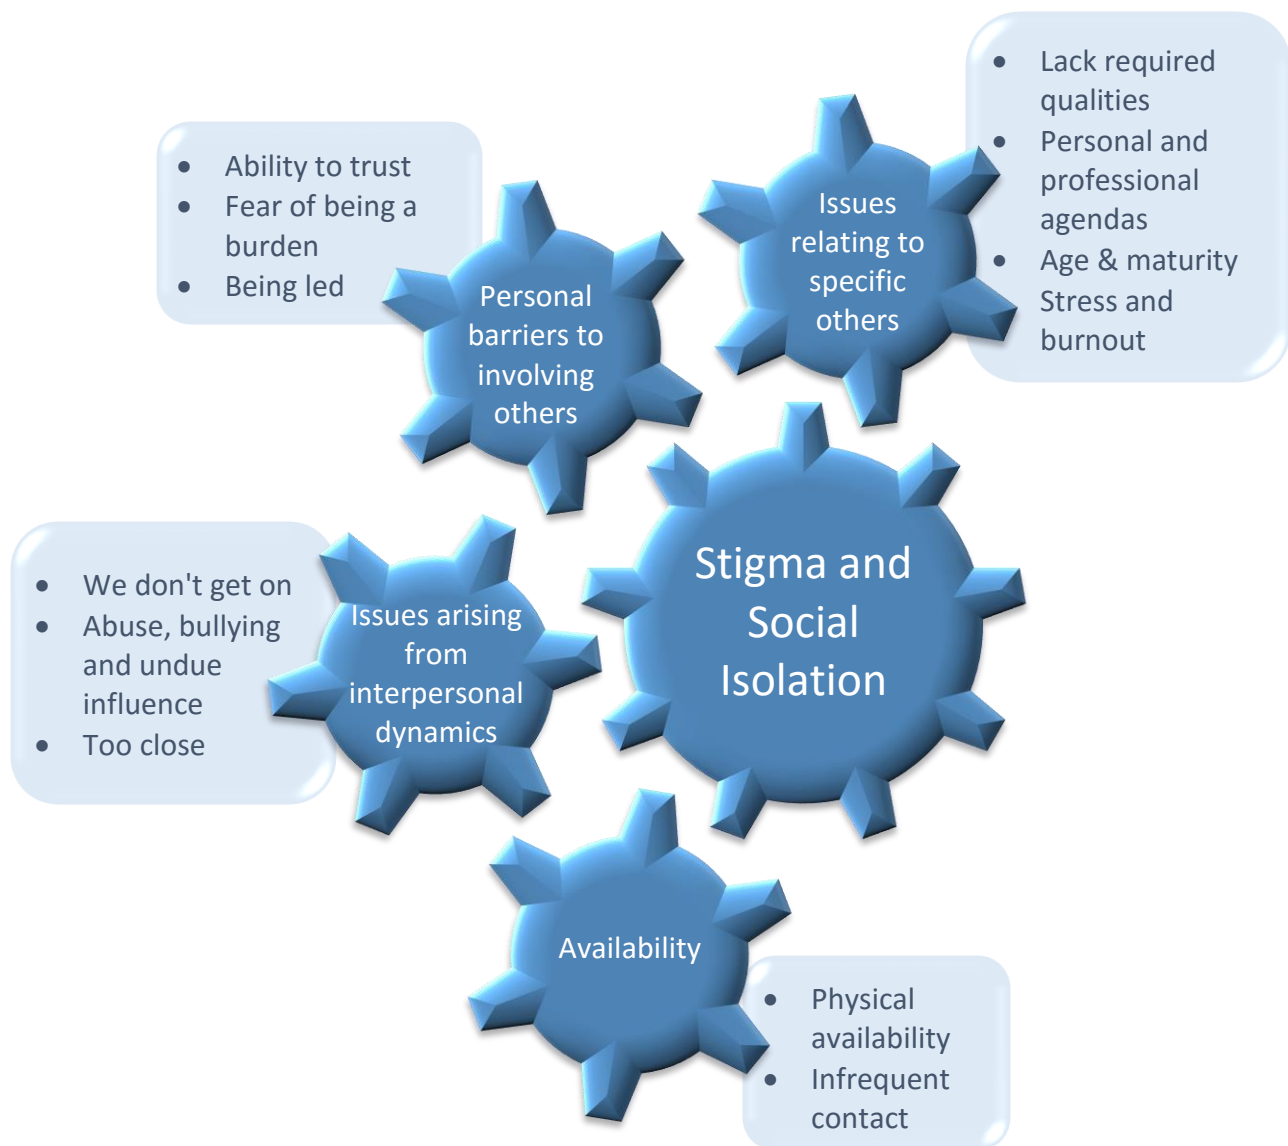 • Ability to trust
• Fear of being a
burden
• Being led
Personal
barriers to
involving
others
• Lack required
qualities
• Personal and
professional
agendas
• Age & maturity
• Stress and
burnout
Issues
relating to
specific
others
• We don't get on
• Abuse, bullying
and undue
influence
• Too close
Issues arising
from
interpersonal
dynamics
Stigma and
Social
Isolation
Availability
• Physical
availability
• Infrequent
contact